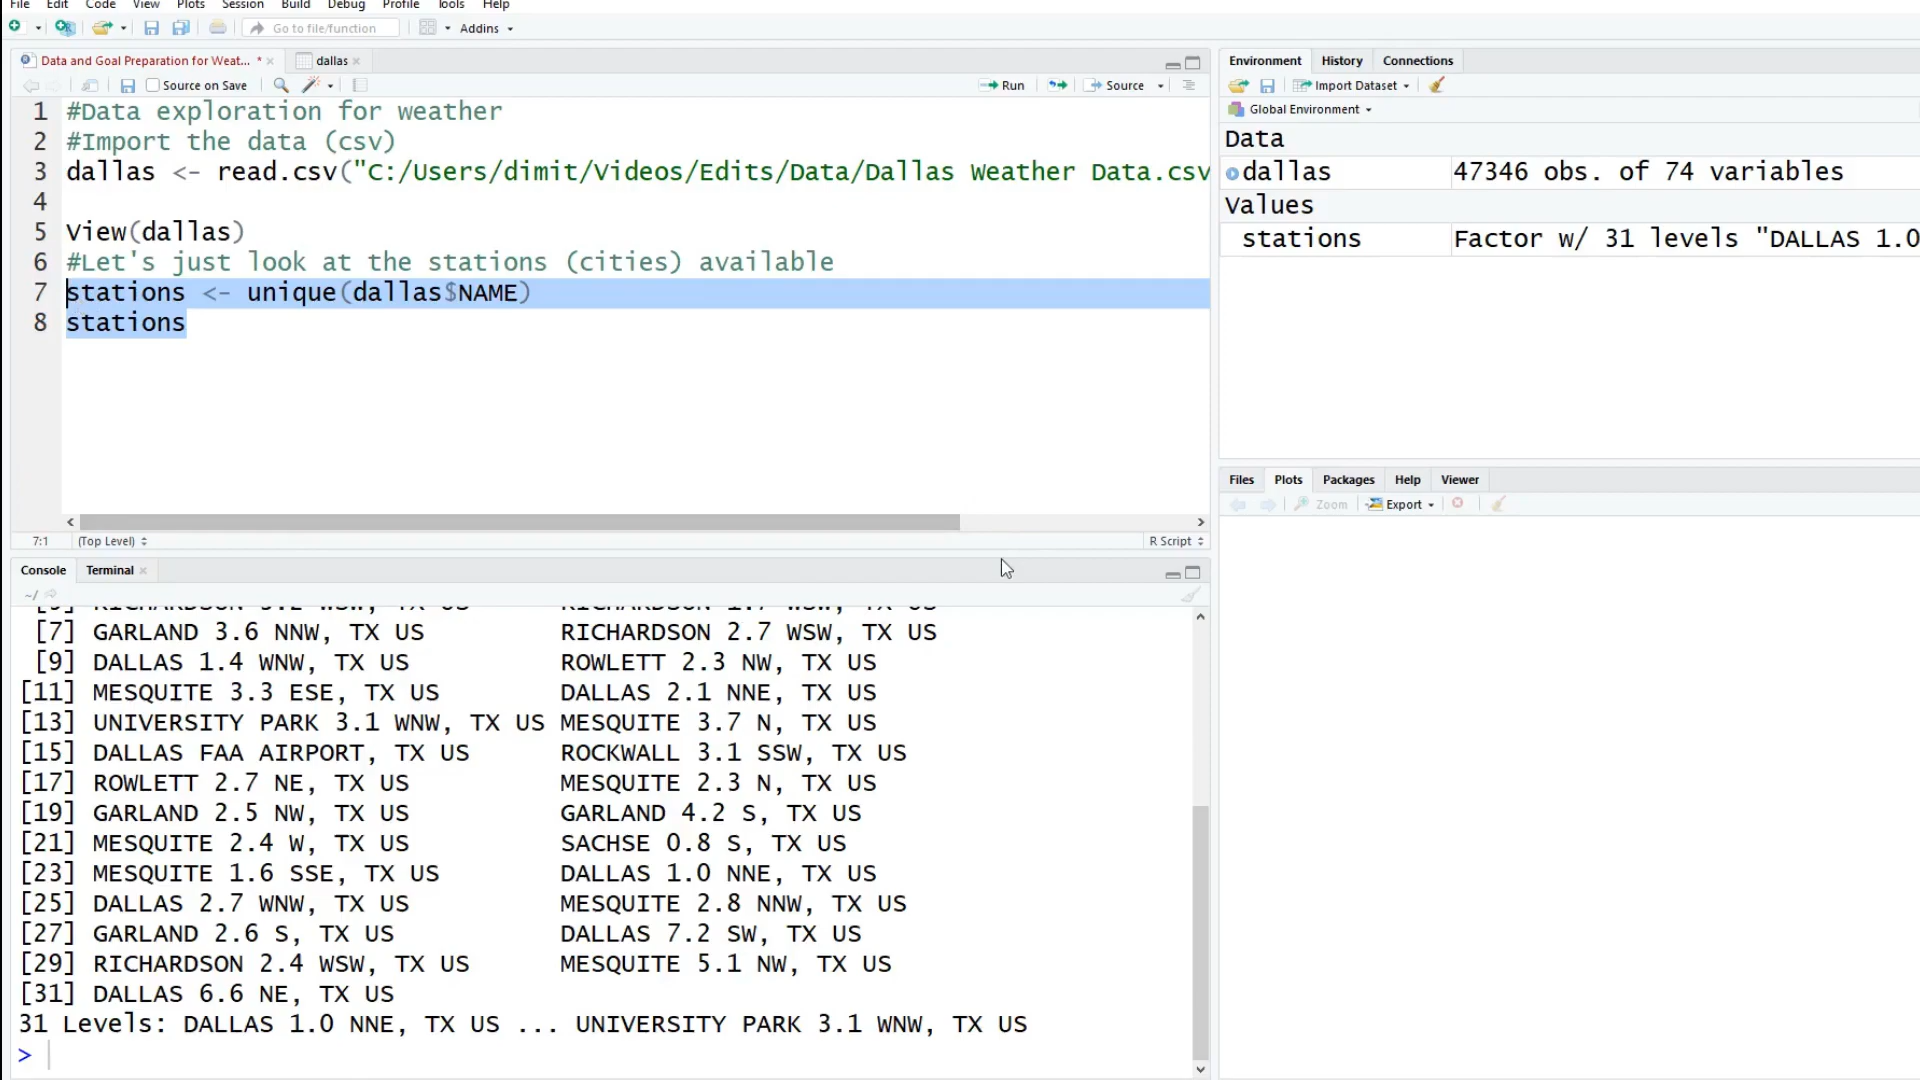 File Edit Code View Plots Session Build Debug Profile Tools Help
Go to file/function Addins
Data and Goal Preparation for Weat... * dallas
Source on Save Run Source
1 #Data exploration for weather
2 #Import the data (csv)
3 dallas <- read.csv("C:/Users/dimit/Videos/Edits/Data/Dallas Weather Data.csv
4
5 View(dallas)
6 #Let's just look at the stations (cities) available
7 stations <- unique(dallas$NAME)
8 stations
7:1 (Top Level) R Script
Console Terminal
~/
[7] GARLAND 3.6 NNW, TX US RICHARDSON 2.7 WSW, TX US
[9] DALLAS 1.4 WNW, TX US ROWLETT 2.3 NW, TX US
[11] MESQUITE 3.3 ESE, TX US DALLAS 2.1 NNE, TX US
[13] UNIVERSITY PARK 3.1 WNW, TX US MESQUITE 3.7 N, TX US
[15] DALLAS FAA AIRPORT, TX US ROCKWALL 3.1 SSW, TX US
[17] ROWLETT 2.7 NE, TX US MESQUITE 2.3 N, TX US
[19] GARLAND 2.5 NW, TX US GARLAND 4.2 S, TX US
[21] MESQUITE 2.4 W, TX US SACHSE 0.8 S, TX US
[23] MESQUITE 1.6 SSE, TX US DALLAS 1.0 NNE, TX US
[25] DALLAS 2.7 WNW, TX US MESQUITE 2.8 NNW, TX US
[27] GARLAND 2.6 S, TX US DALLAS 7.2 SW, TX US
[29] RICHARDSON 2.4 WSW, TX US MESQUITE 5.1 NW, TX US
[31] DALLAS 6.6 NE, TX US
31 Levels: DALLAS 1.0 NNE, TX US ... UNIVERSITY PARK 3.1 WNW, TX US
>
Environment History Connections
Import Dataset
Global Environment
Data
dallas 47346 obs. of 74 variables
Values
stations Factor w/ 31 levels "DALLAS 1.0
Files Plots Packages Help Viewer
Zoom Export